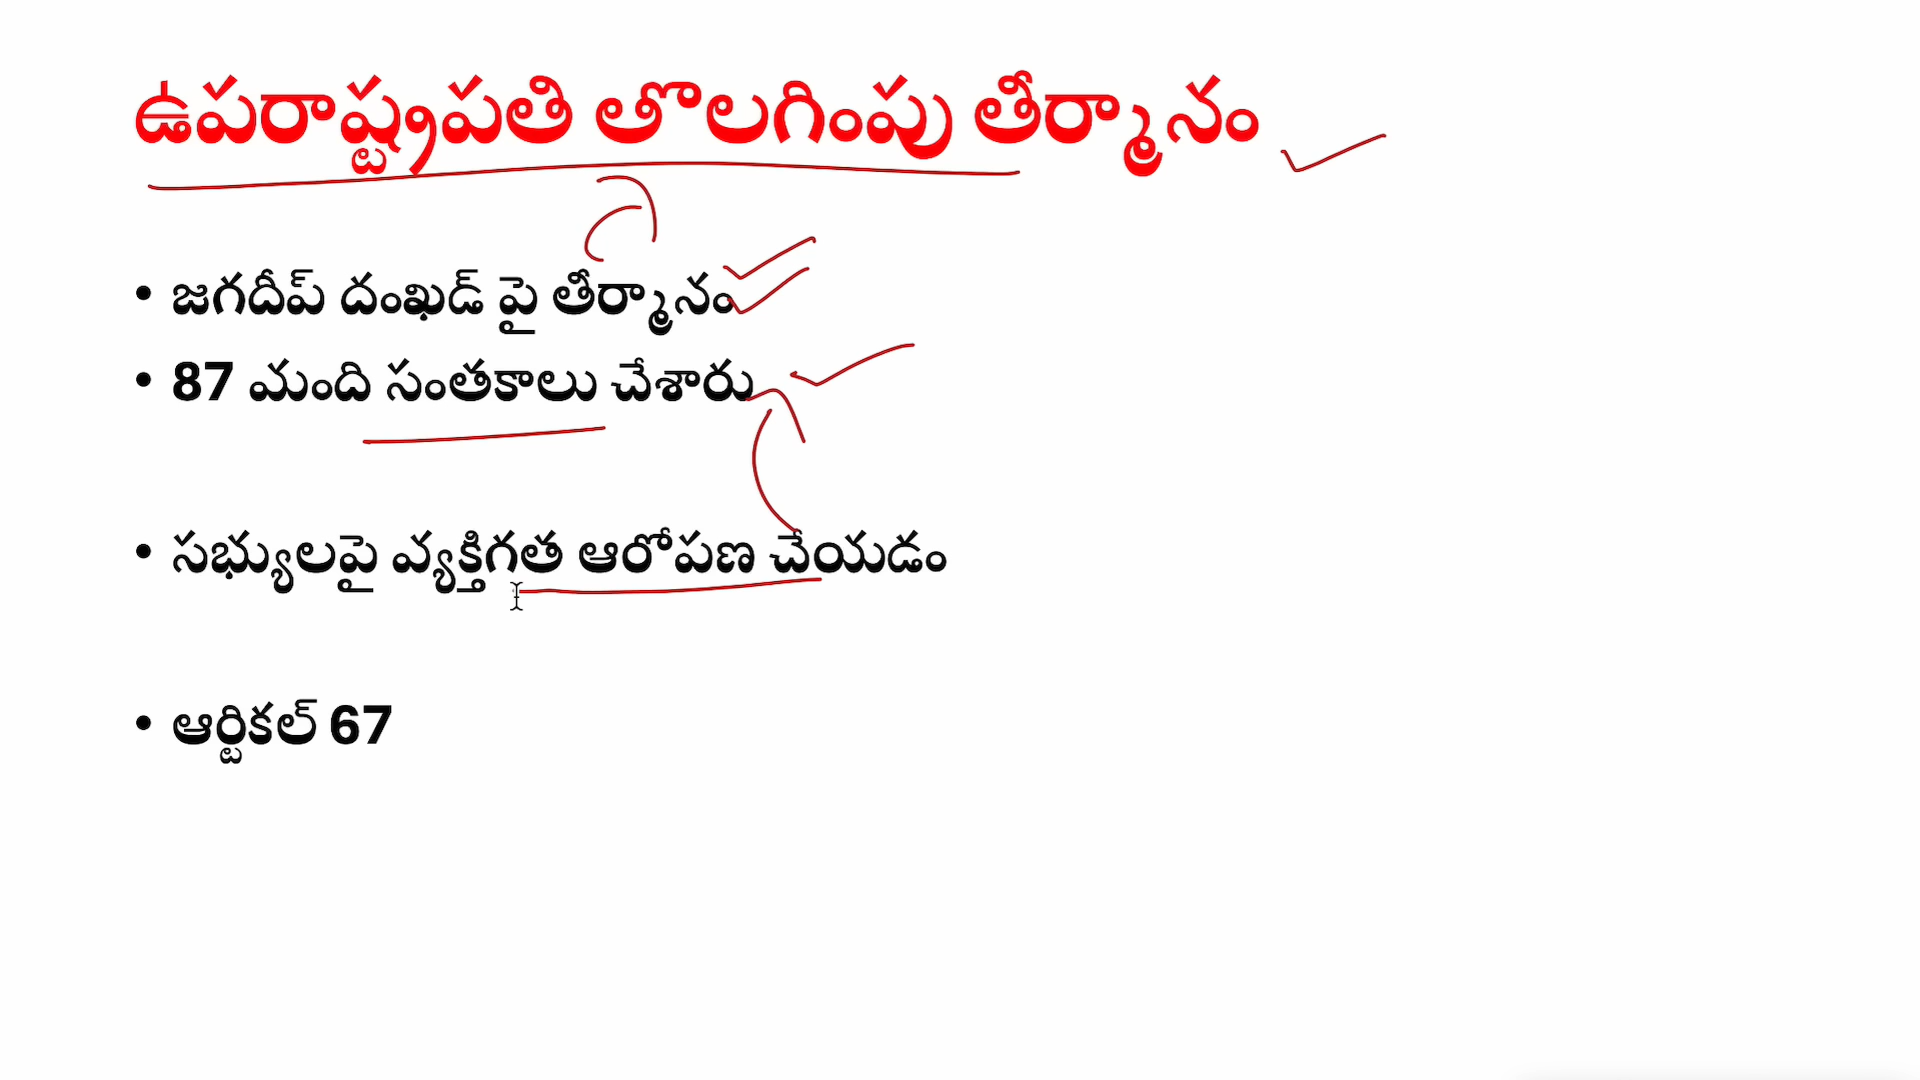 ఉపరాష్ట్రపతి తొలగింపు తీర్మానం
• జగదీప్ దంఖడ్ పై తీర్మానం
• 87 మంది సంతకాలు చేశారు
• సభ్యులపై వ్యక్తిగత ఆరోపణ చేయడం
• ఆర్టికల్ 67